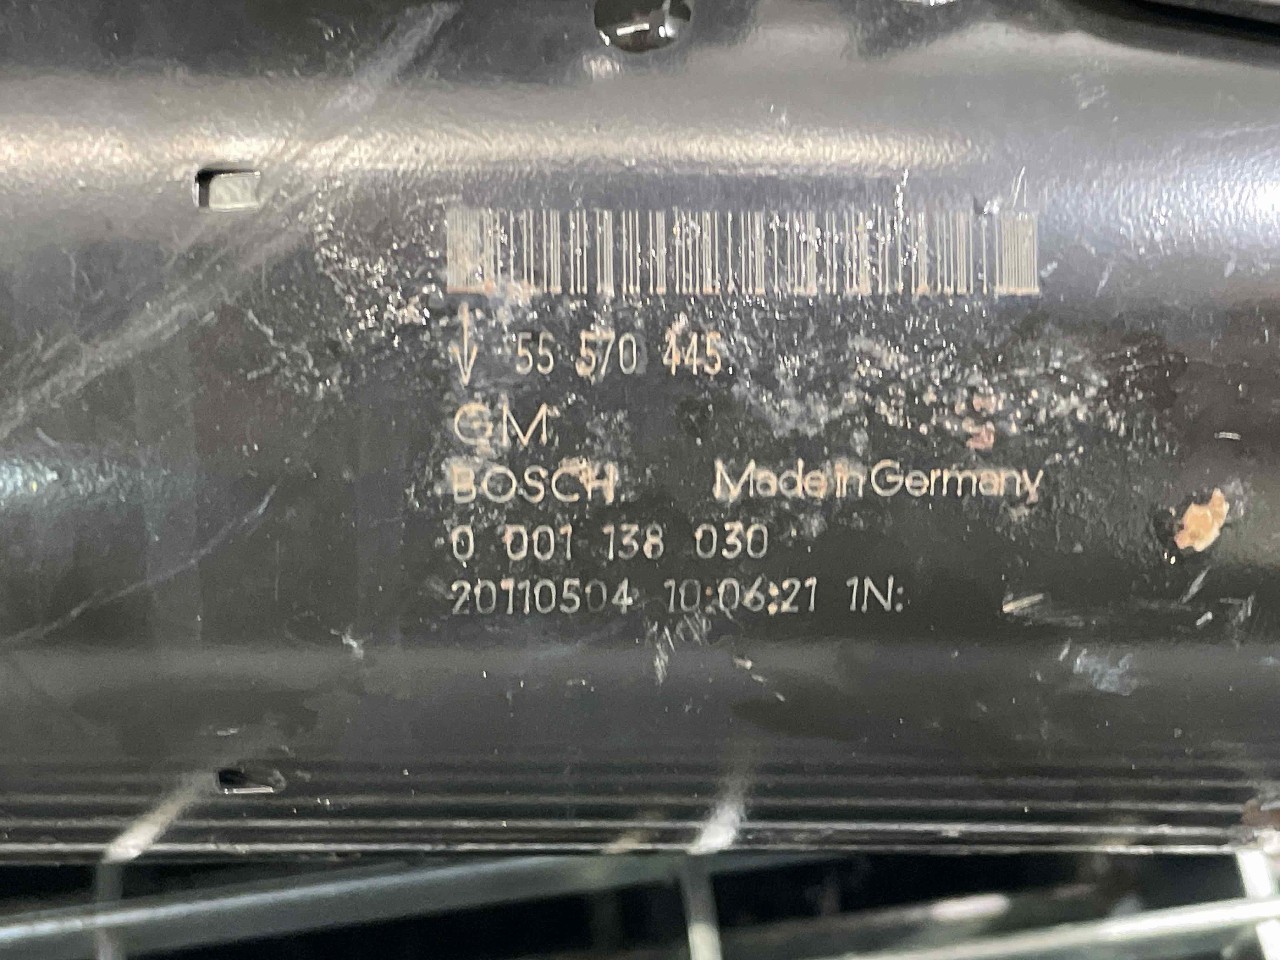 55 570 445
GM
BOSCH Made in Germany
0 001 138 030
20110504 10:06:21 1N: